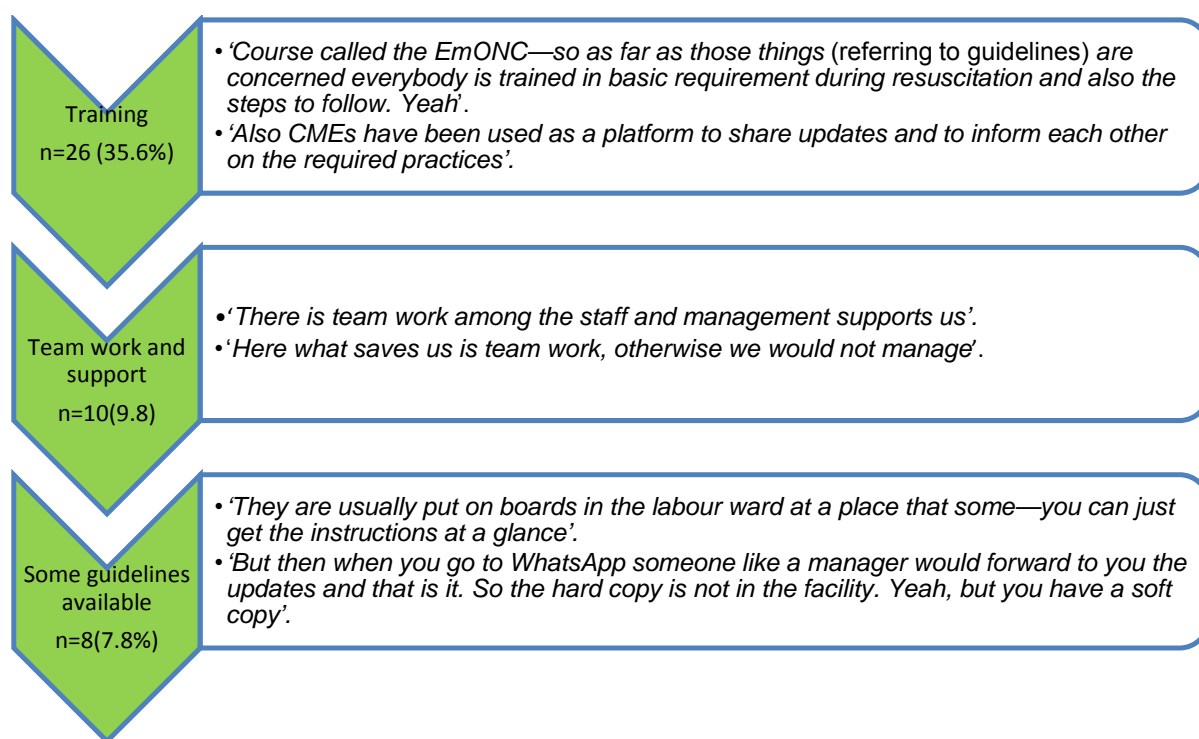 Training
n=26 (35.6%)
• ‘Course called the EmONC—so as far as those things (referring to guidelines) are
concerned everybody is trained in basic requirement during resuscitation and also the
steps to follow. Yeah’.
• ‘Also CMEs have been used as a platform to share updates and to inform each other
on the required practices’.
Team work and
support
n=10(9.8)
•‘There is team work among the staff and management supports us’.
•‘Here what saves us is team work, otherwise we would not manage’.
Some guidelines
available
n=8(7.8%)
• ‘They are usually put on boards in the labour ward at a place that some—you can just
get the instructions at a glance’.
• ‘But then when you go to WhatsApp someone like a manager would forward to you the
updates and that is it. So the hard copy is not in the facility. Yeah, but you have a soft
copy’.